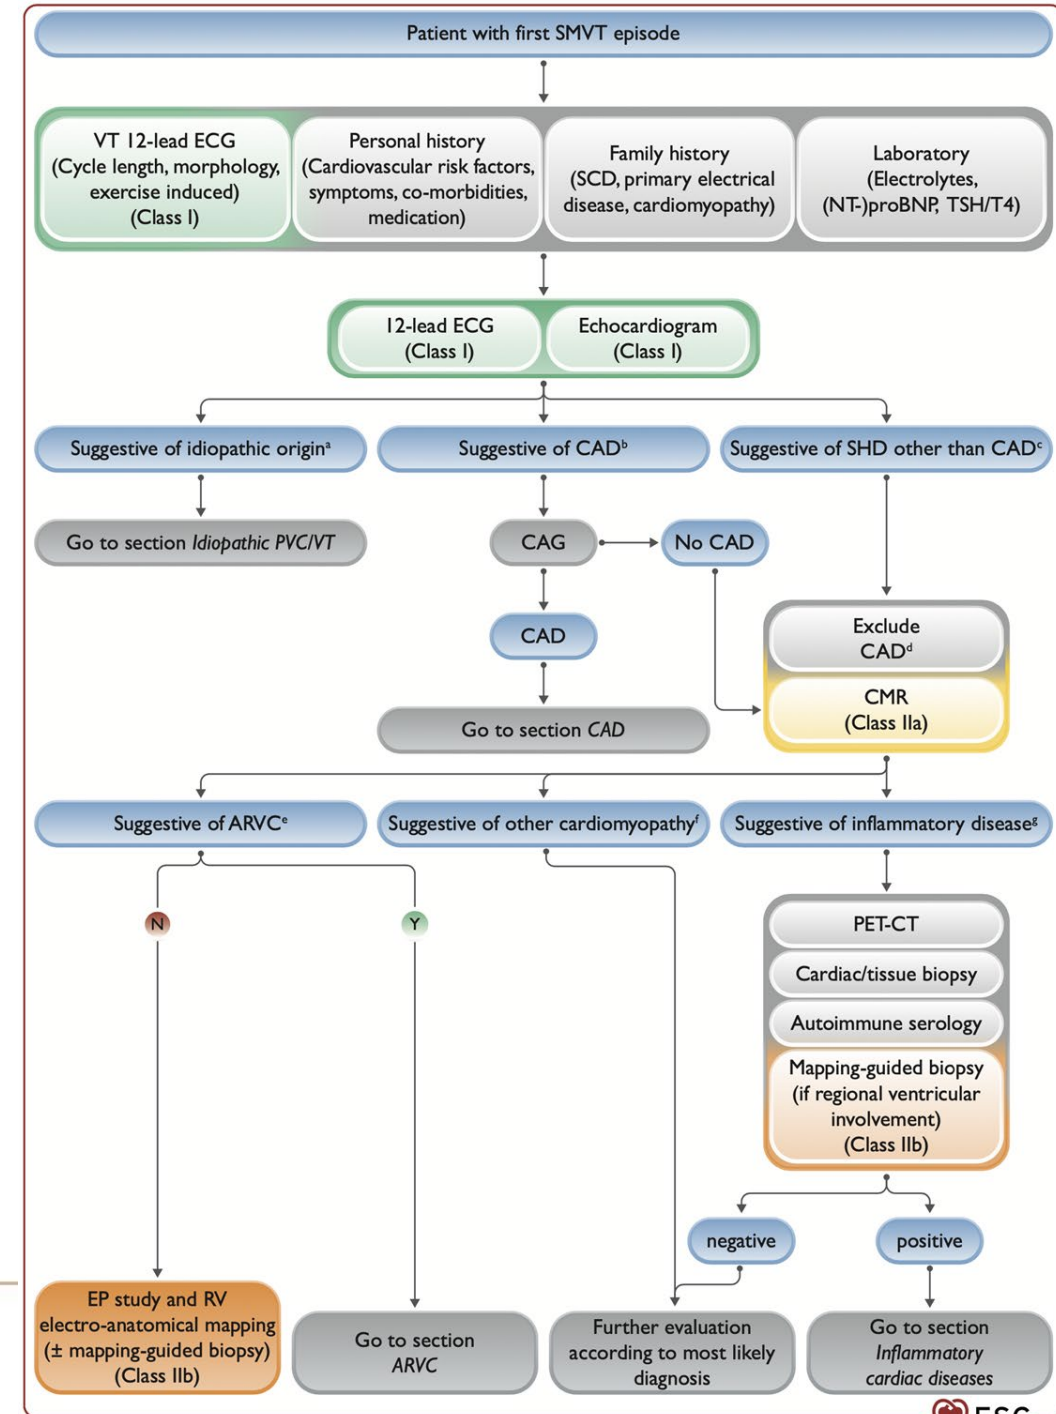 Patient with first SMVT episode
VT 12-lead ECG
(Cycle length, morphology,
exercise induced)
(Class I)
Personal history
(Cardiovascular risk factors,
symptoms, co-morbidities,
medication)
Family history
(SCD, primary electrical
disease, cardiomyopathy)
Laboratory
(Electrolytes,
(NT-)proBNP, TSH/T4)
12-lead ECG
(Class I)
Echocardiogram
(Class I)
Suggestive of idiopathic originᵃ
Suggestive of CADᵇ
Suggestive of SHD other than CADᶜ
Go to section Idiopathic PVC/VT
CAG
No CAD
CAD
Go to section CAD
Exclude
CADᵈ
CMR
(Class IIa)
Suggestive of ARVCᵉ
Suggestive of other cardiomyopathyᶠ
Suggestive of inflammatory diseaseᵍ
N
Y
PET-CT
Cardiac/tissue biopsy
Autoimmune serology
Mapping-guided biopsy
(if regional ventricular
involvement)
(Class IIb)
negative
positive
EP study and RV
electro-anatomical mapping
(± mapping-guided biopsy)
(Class IIb)
Go to section
ARVC
Further evaluation
according to most likely
diagnosis
Go to section
Inflammatory
cardiac diseases
ESC